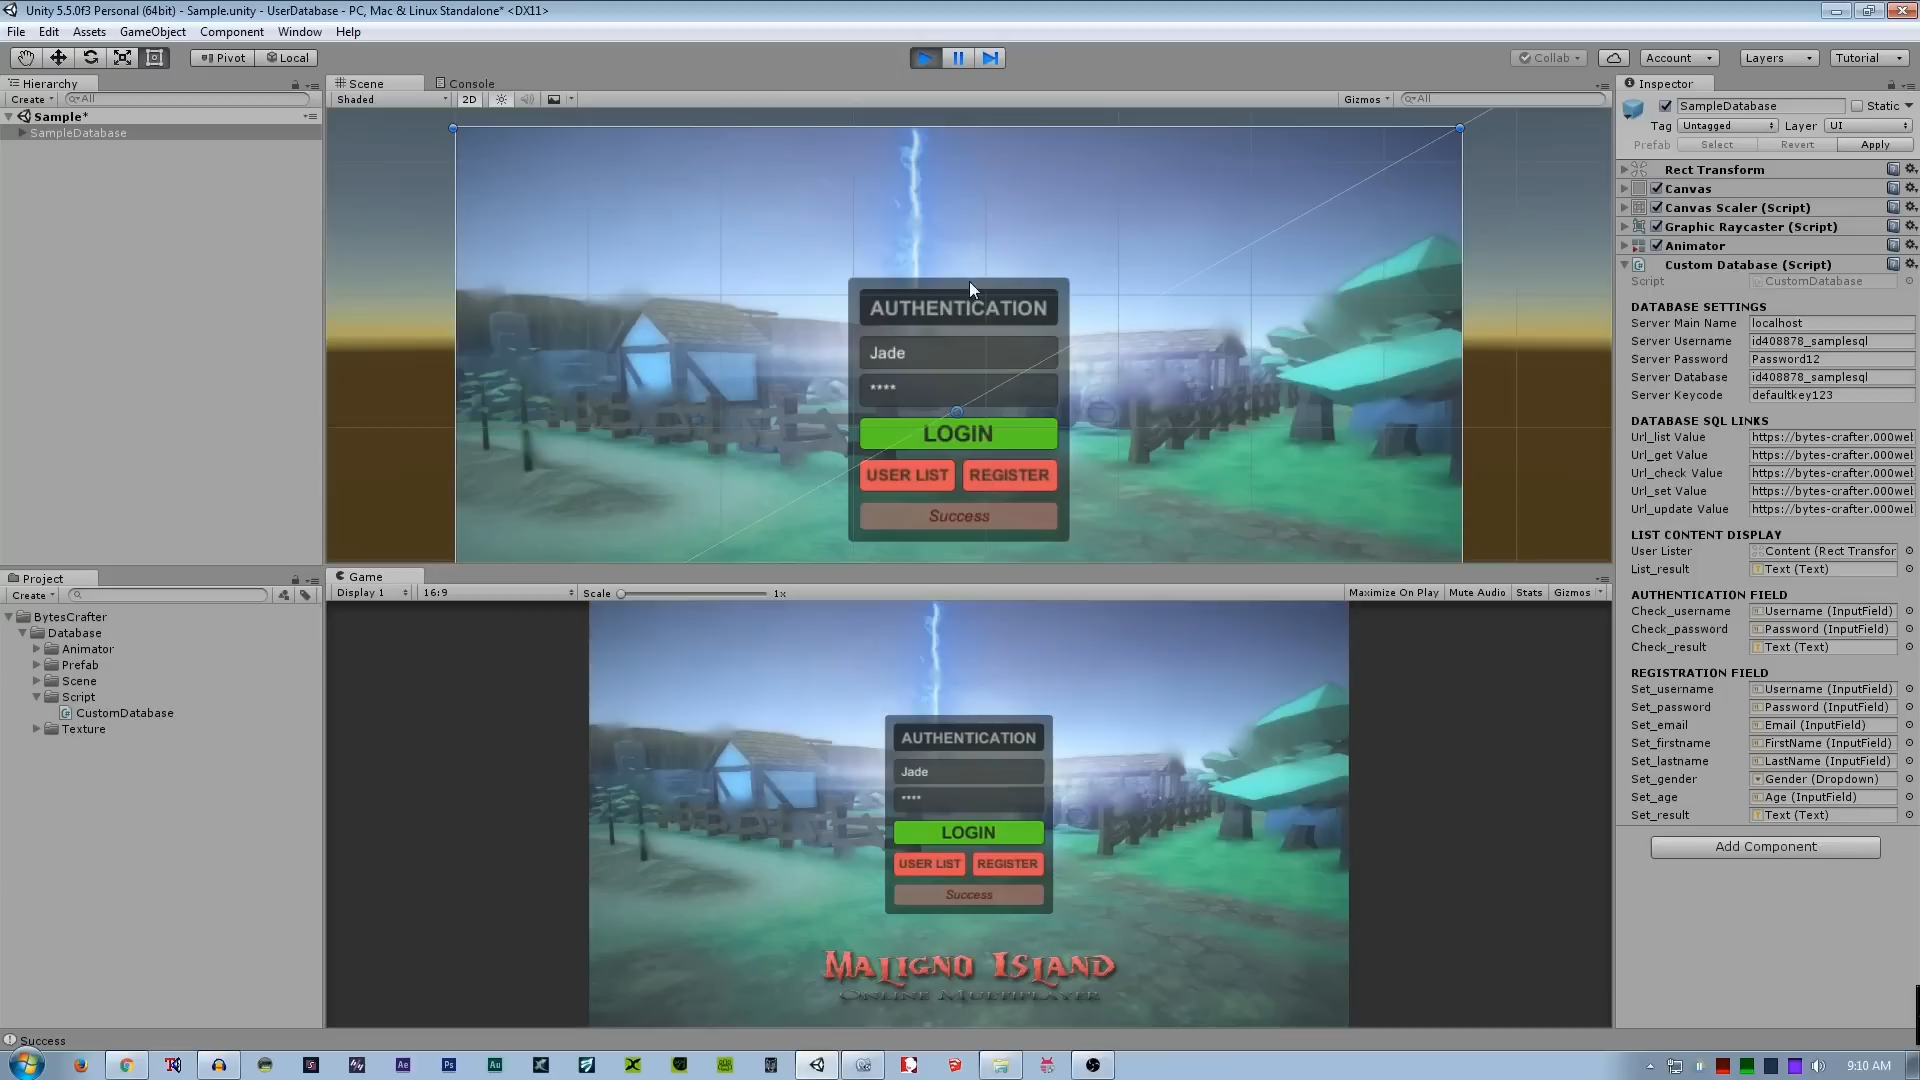 Unity 5.5.0f3 Personal (64bit) - Sample.unity - UserDatabase - PC, Mac & Linux Standalone* <DX11>
File Edit Assets GameObject Component Window Help
Pivot Local Collab Account Layers Tutorial
Hierarchy
Create All
Sample*
SampleDatabase
Scene Console
Shaded 2D Gizmos All
AUTHENTICATION
Jade
****
LOGIN
USER LIST REGISTER
Success
Project
Create
BytesCrafter
Database
Animator
Prefab
Scene
Script
CustomDatabase
Texture
Game
Display 1 16:9 Scale 1x Maximize On Play Mute Audio Stats Gizmos
AUTHENTICATION
Jade
****
LOGIN
USER LIST REGISTER
Success
MALIGNO ISLAND
ONLINE MULTIPLAYER
Inspector
SampleDatabase Static
Tag Untagged Layer UI
Prefab Select Revert Apply
Rect Transform
Canvas
Canvas Scaler (Script)
Graphic Raycaster (Script)
Animator
Custom Database (Script)
Script CustomDatabase
DATABASE SETTINGS
Server Main Name localhost
Server Username id408878_samplesql
Server Password Password12
Server Database id408878_samplesql
Server Keycode defaultkey123
DATABASE SQL LINKS
Url_list Value https://bytes-crafter.000wel
Url_get Value https://bytes-crafter.000wel
Url_check Value https://bytes-crafter.000wel
Url_set Value https://bytes-crafter.000wel
Url_update Value https://bytes-crafter.000wel
LIST CONTENT DISPLAY
User Lister Content (Rect Transfor
List_result Text (Text)
AUTHENTICATION FIELD
Check_username Username (InputField)
Check_password Password (InputField)
Check_result Text (Text)
REGISTRATION FIELD
Set_username Username (InputField)
Set_password Password (InputField)
Set_email Email (InputField)
Set_firstname FirstName (InputField)
Set_lastname LastName (InputField)
Set_gender Gender (Dropdown)
Set_age Age (InputField)
Set_result Text (Text)
Add Component
Success
Ae Ps Au
9:10 AM